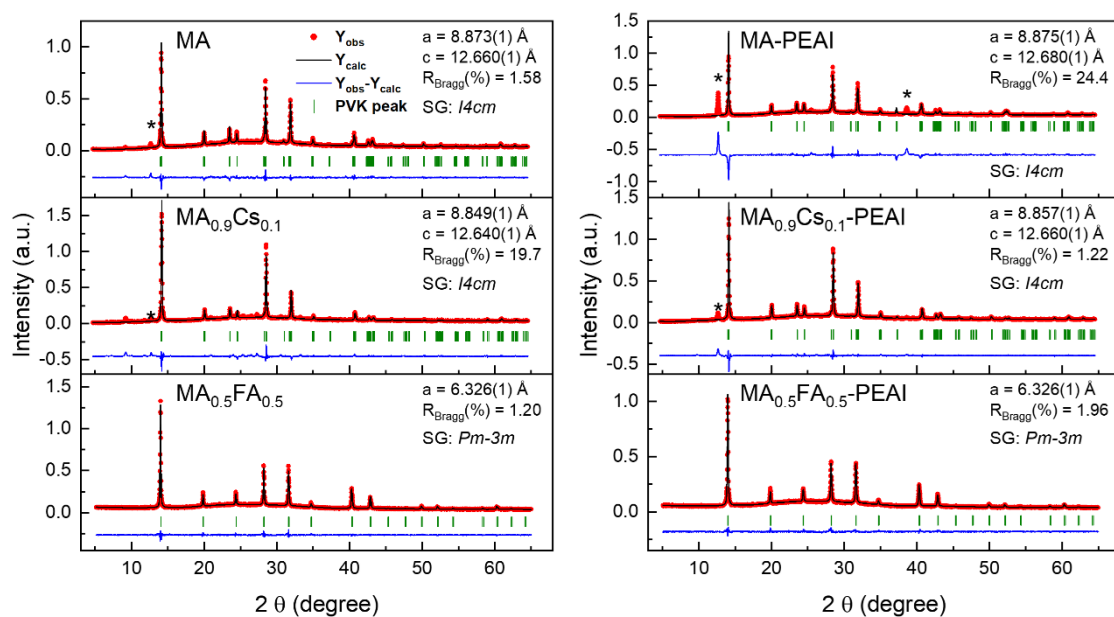 MA
Y_obs
Y_calc
Y_obs-Y_calc
PVK peak
a = 8.873(1) Å
c = 12.660(1) Å
R_Bragg(%) = 1.58
SG: I4cm
*
1.0
0.5
0.0
MA_0.9Cs_0.1
a = 8.849(1) Å
c = 12.640(1) Å
R_Bragg(%) = 19.7
SG: I4cm
*
1.5
1.0
0.5
0.0
-0.5
MA_0.5FA_0.5
a = 6.326(1) Å
R_Bragg(%) = 1.20
SG: Pm-3m
1.5
1.0
0.5
0.0
Intensity (a.u.)
10 20 30 40 50 60
2 θ (degree)
MA-PEAI
a = 8.875(1) Å
c = 12.680(1) Å
R_Bragg(%) = 24.4
* *
SG: I4cm
1.5
1.0
0.5
0.0
-0.5
-1.0
MA_0.9Cs_0.1-PEAI
a = 8.857(1) Å
c = 12.660(1) Å
R_Bragg(%) = 1.22
SG: I4cm
*
1.0
0.5
0.0
-0.5
MA_0.5FA_0.5-PEAI
a = 6.326(1) Å
R_Bragg(%) = 1.96
SG: Pm-3m
1.0
0.5
0.0
Intensity (a.u.)
10 20 30 40 50 60
2 θ (degree)